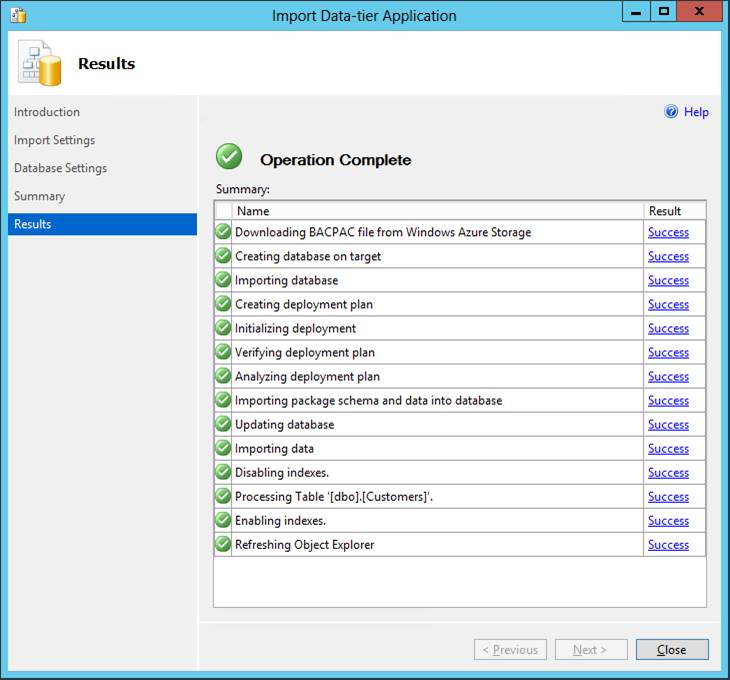 Import Data-tier Application
Results
Introduction
Import Settings
Database Settings
Summary
Results
Help
Operation Complete
Summary:
Name Result
Downloading BACPAC file from Windows Azure Storage Success
Creating database on target Success
Importing database Success
Creating deployment plan Success
Initializing deployment Success
Verifying deployment plan Success
Analyzing deployment plan Success
Importing package schema and data into database Success
Updating database Success
Importing data Success
Disabling indexes. Success
Processing Table '[dbo].[Customers]'. Success
Enabling indexes. Success
Refreshing Object Explorer Success
< Previous Next > Close